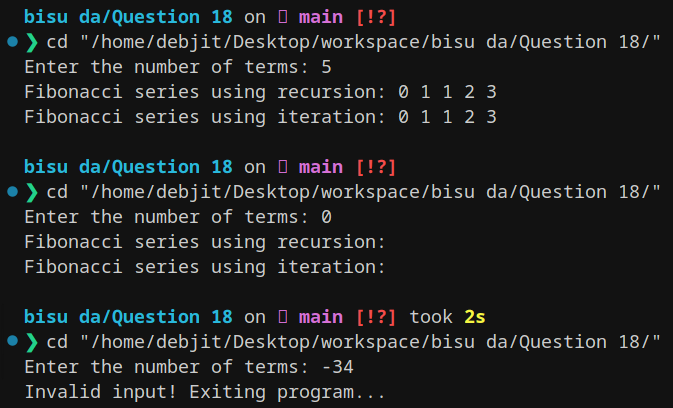 bisu da/Question 18 on  main [!?]
❯ cd "/home/debjit/Desktop/workspace/bisu da/Question 18/"
Enter the number of terms: 5
Fibonacci series using recursion: 0 1 1 2 3
Fibonacci series using iteration: 0 1 1 2 3
bisu da/Question 18 on  main [!?]
❯ cd "/home/debjit/Desktop/workspace/bisu da/Question 18/"
Enter the number of terms: 0
Fibonacci series using recursion:
Fibonacci series using iteration:
bisu da/Question 18 on  main [!?] took 2s
❯ cd "/home/debjit/Desktop/workspace/bisu da/Question 18/"
Enter the number of terms: -34
Invalid input! Exiting program...